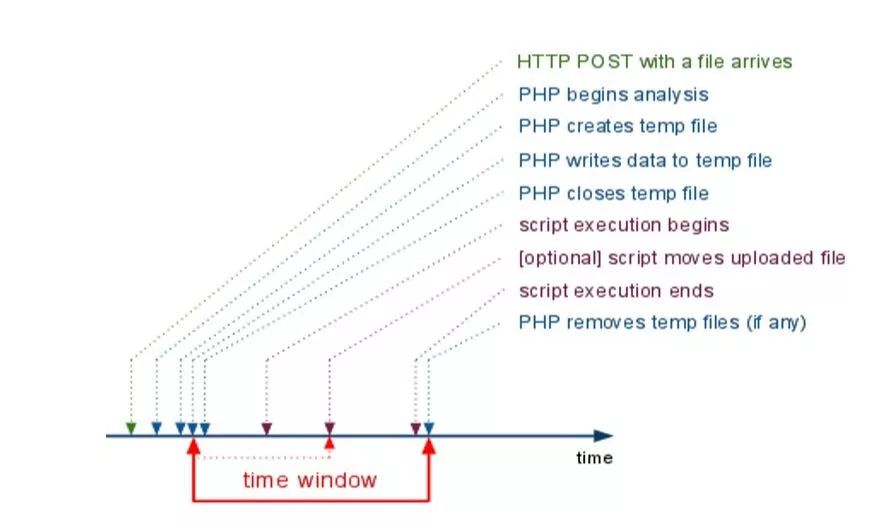 HTTP POST with a file arrives
PHP begins analysis
PHP creates temp file
PHP writes data to temp file
PHP closes temp file
script execution begins
[optional] script moves uploaded file
script execution ends
PHP removes temp files (if any)
time
time window